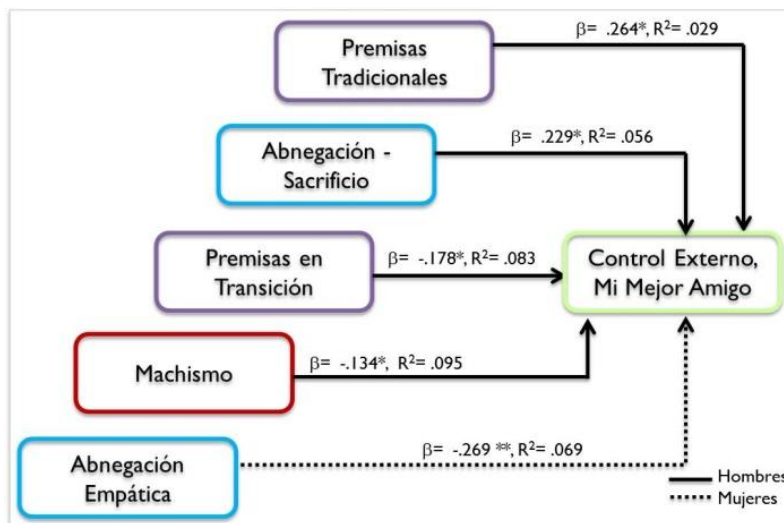 Premisas
Tradicionales
β= .264*, R²= .029
Abnegación -
Sacrificio
β= .229*, R²= .056
Premisas en
Transición
β= -.178*, R²= .083
Control Externo,
Mi Mejor Amigo
Machismo
β= -.134*, R²= .095
Abnegación
Empática
β= -.269 **, R²= .069
Hombres
Mujeres